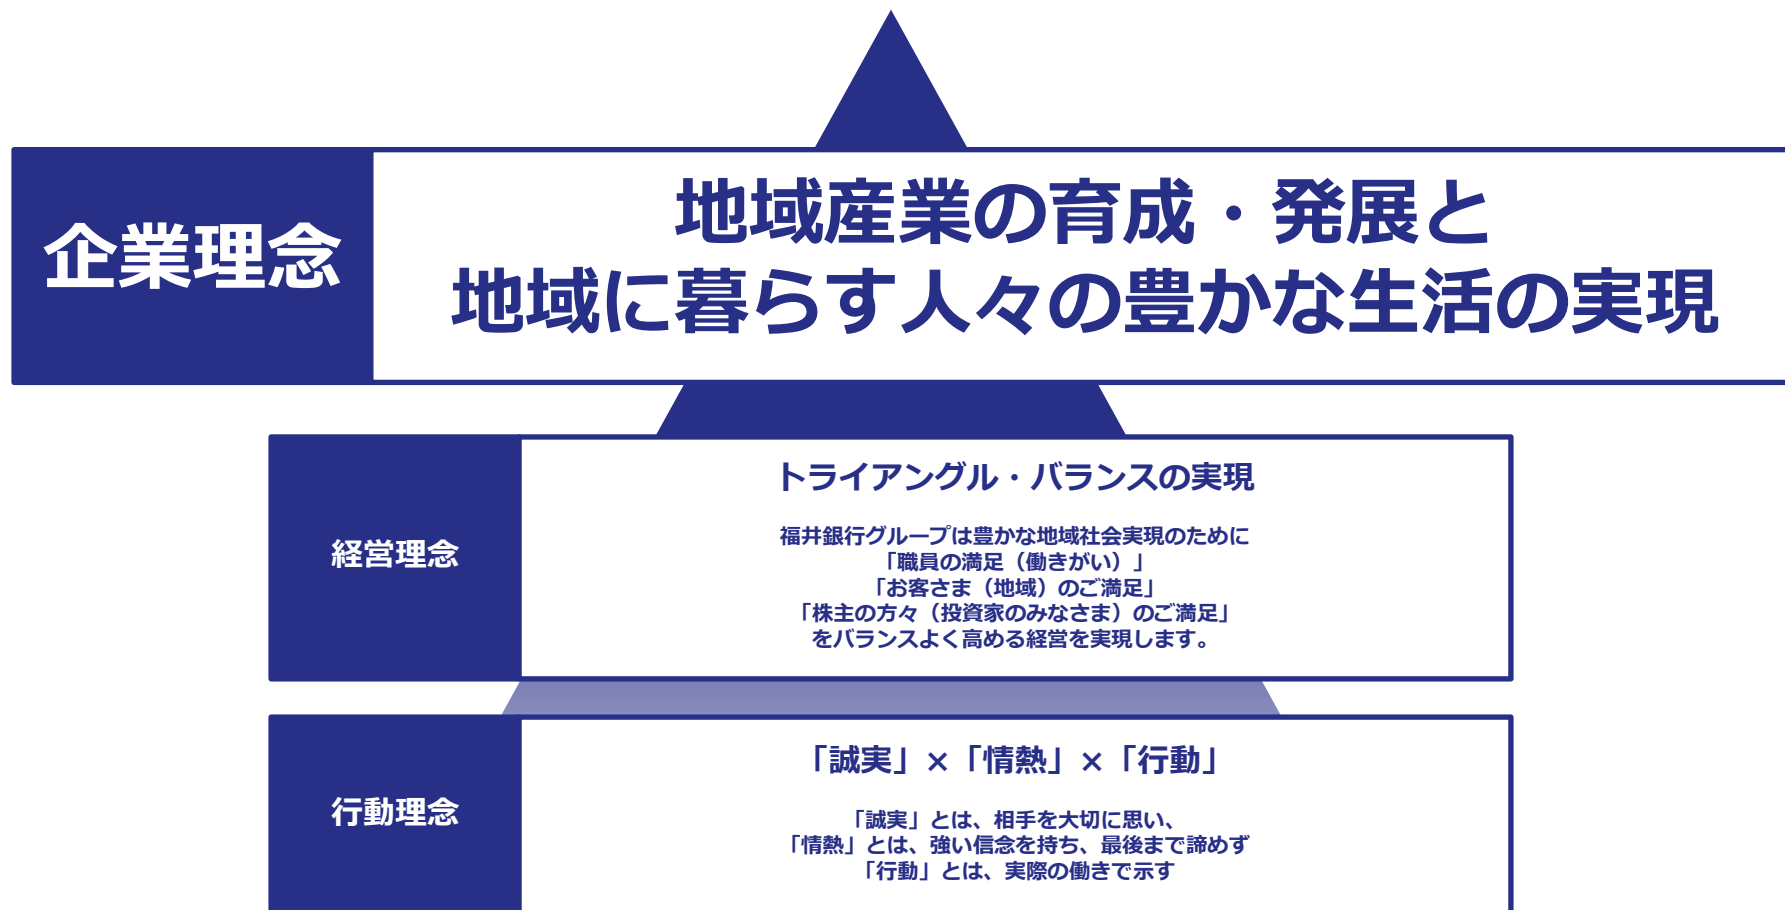 企業理念
地域産業の育成・発展と
地域に暮らす人々の豊かな生活の実現
経営理念
トライアングル・バランスの実現
福井銀行グループは豊かな地域社会実現のために
「職員の満足（働きがい）」
「お客さま（地域）のご満足」
「株主の方々（投資家のみなさま）のご満足」
をバランスよく高める経営を実現します。
行動理念
「誠実」×「情熱」×「行動」
「誠実」とは、相手を大切に思い、
「情熱」とは、強い信念を持ち、最後まで諦めず
「行動」とは、実際の働きで示す